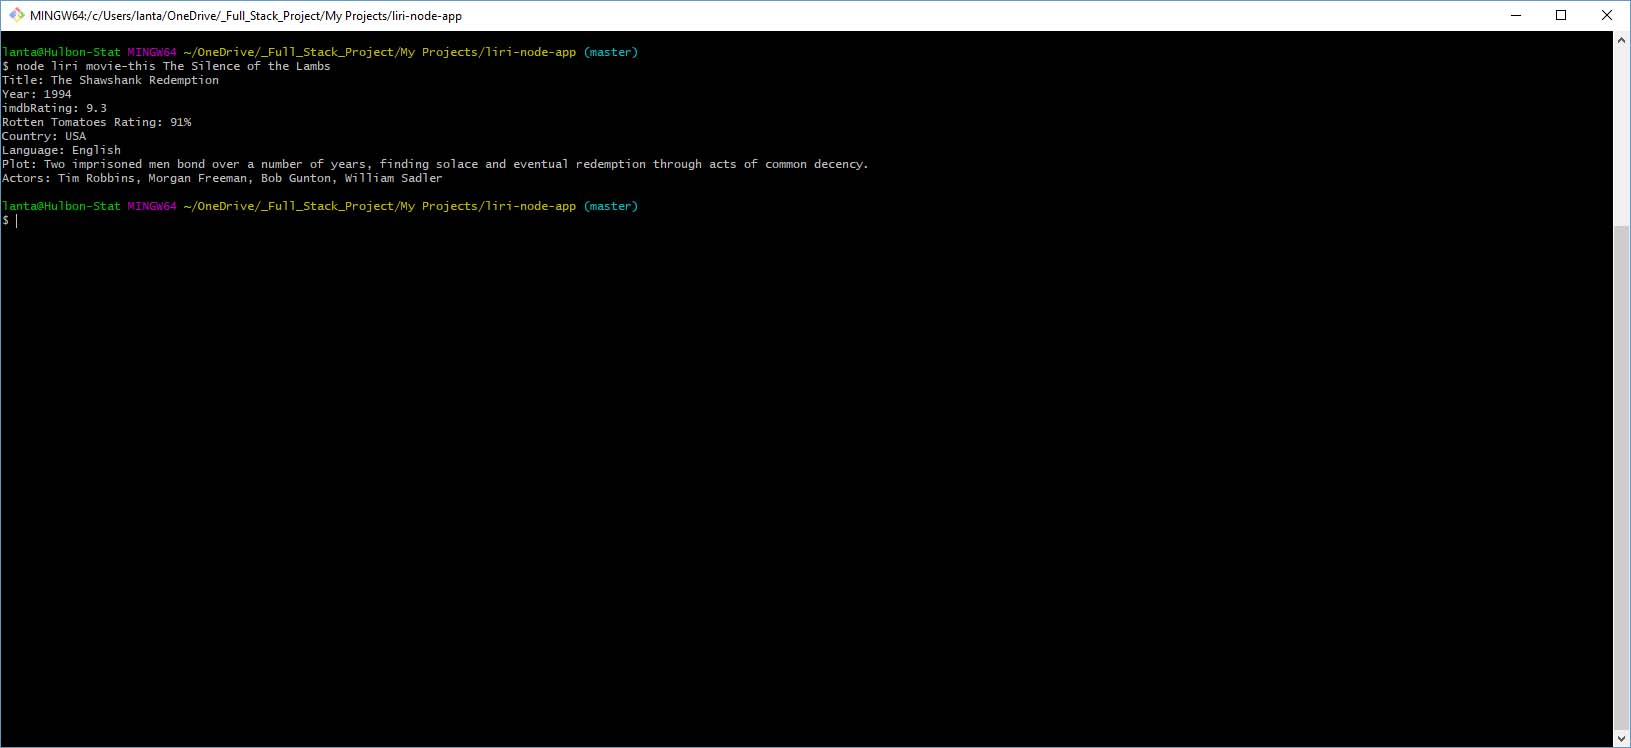 MINGW64:/c/Users/lanta/OneDrive/_Full_Stack_Project/My Projects/liri-node-app
lanta@Hulbon-Stat MINGW64 ~/OneDrive/_Full_Stack_Project/My Projects/liri-node-app (master)
$ node liri movie-this The Silence of the Lambs
Title: The Shawshank Redemption
Year: 1994
imdbRating: 9.3
Rotten Tomatoes Rating: 91%
Country: USA
Language: English
Plot: Two imprisoned men bond over a number of years, finding solace and eventual redemption through acts of common decency.
Actors: Tim Robbins, Morgan Freeman, Bob Gunton, William Sadler
lanta@Hulbon-Stat MINGW64 ~/OneDrive/_Full_Stack_Project/My Projects/liri-node-app (master)
$